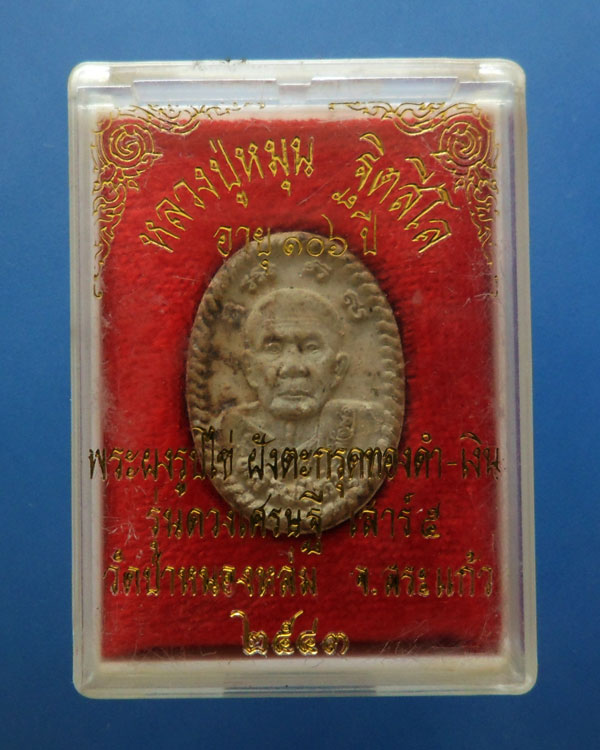 หลวงปู่หมุน ฐิตสีโล
อายุ ๑๐๖ ปี
พระผงรูปไข่ ฝังตะกรุดทองคำ-เงิน
รุ่นดวงเศรษฐี เสาร์ ๕
วัดป่าหนองหล่ม จ.สระแก้ว
๒๕๔๓